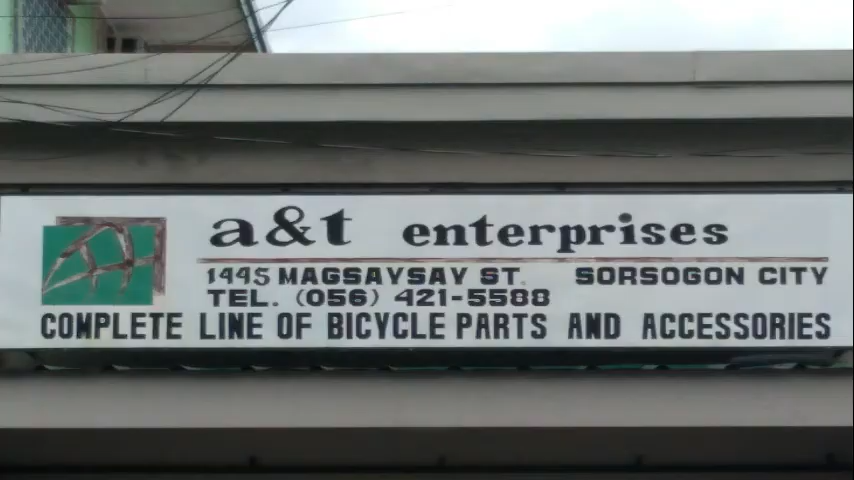 a&t enterprises
1445 MAGSAYSAY ST. SORSOGON CITY
TEL. (056) 421-5588
COMPLETE LINE OF BICYCLE PARTS AND ACCESSORIES